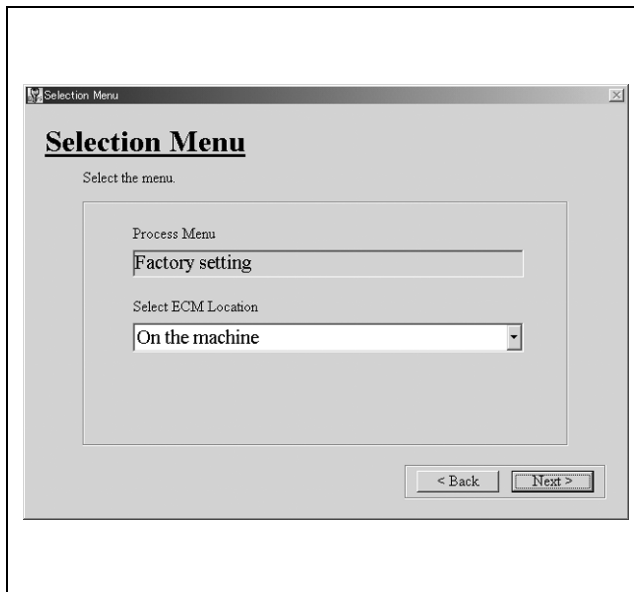 Selection Menu
Selection Menu
Select the menu.
Process Menu
Factory setting
Select ECM Location
On the machine
< Back
Next >